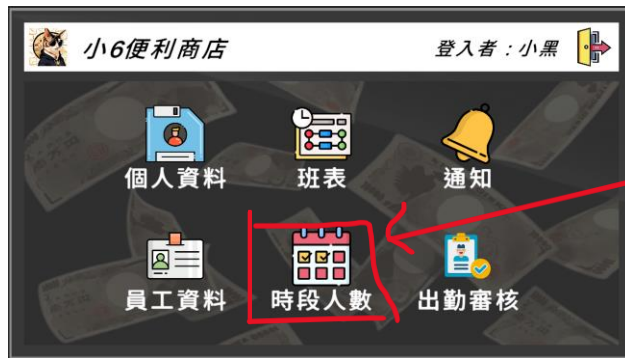 小6便利商店
登入者：小黑
個人資料
班表
通知
員工資料
時段人數
出勤審核